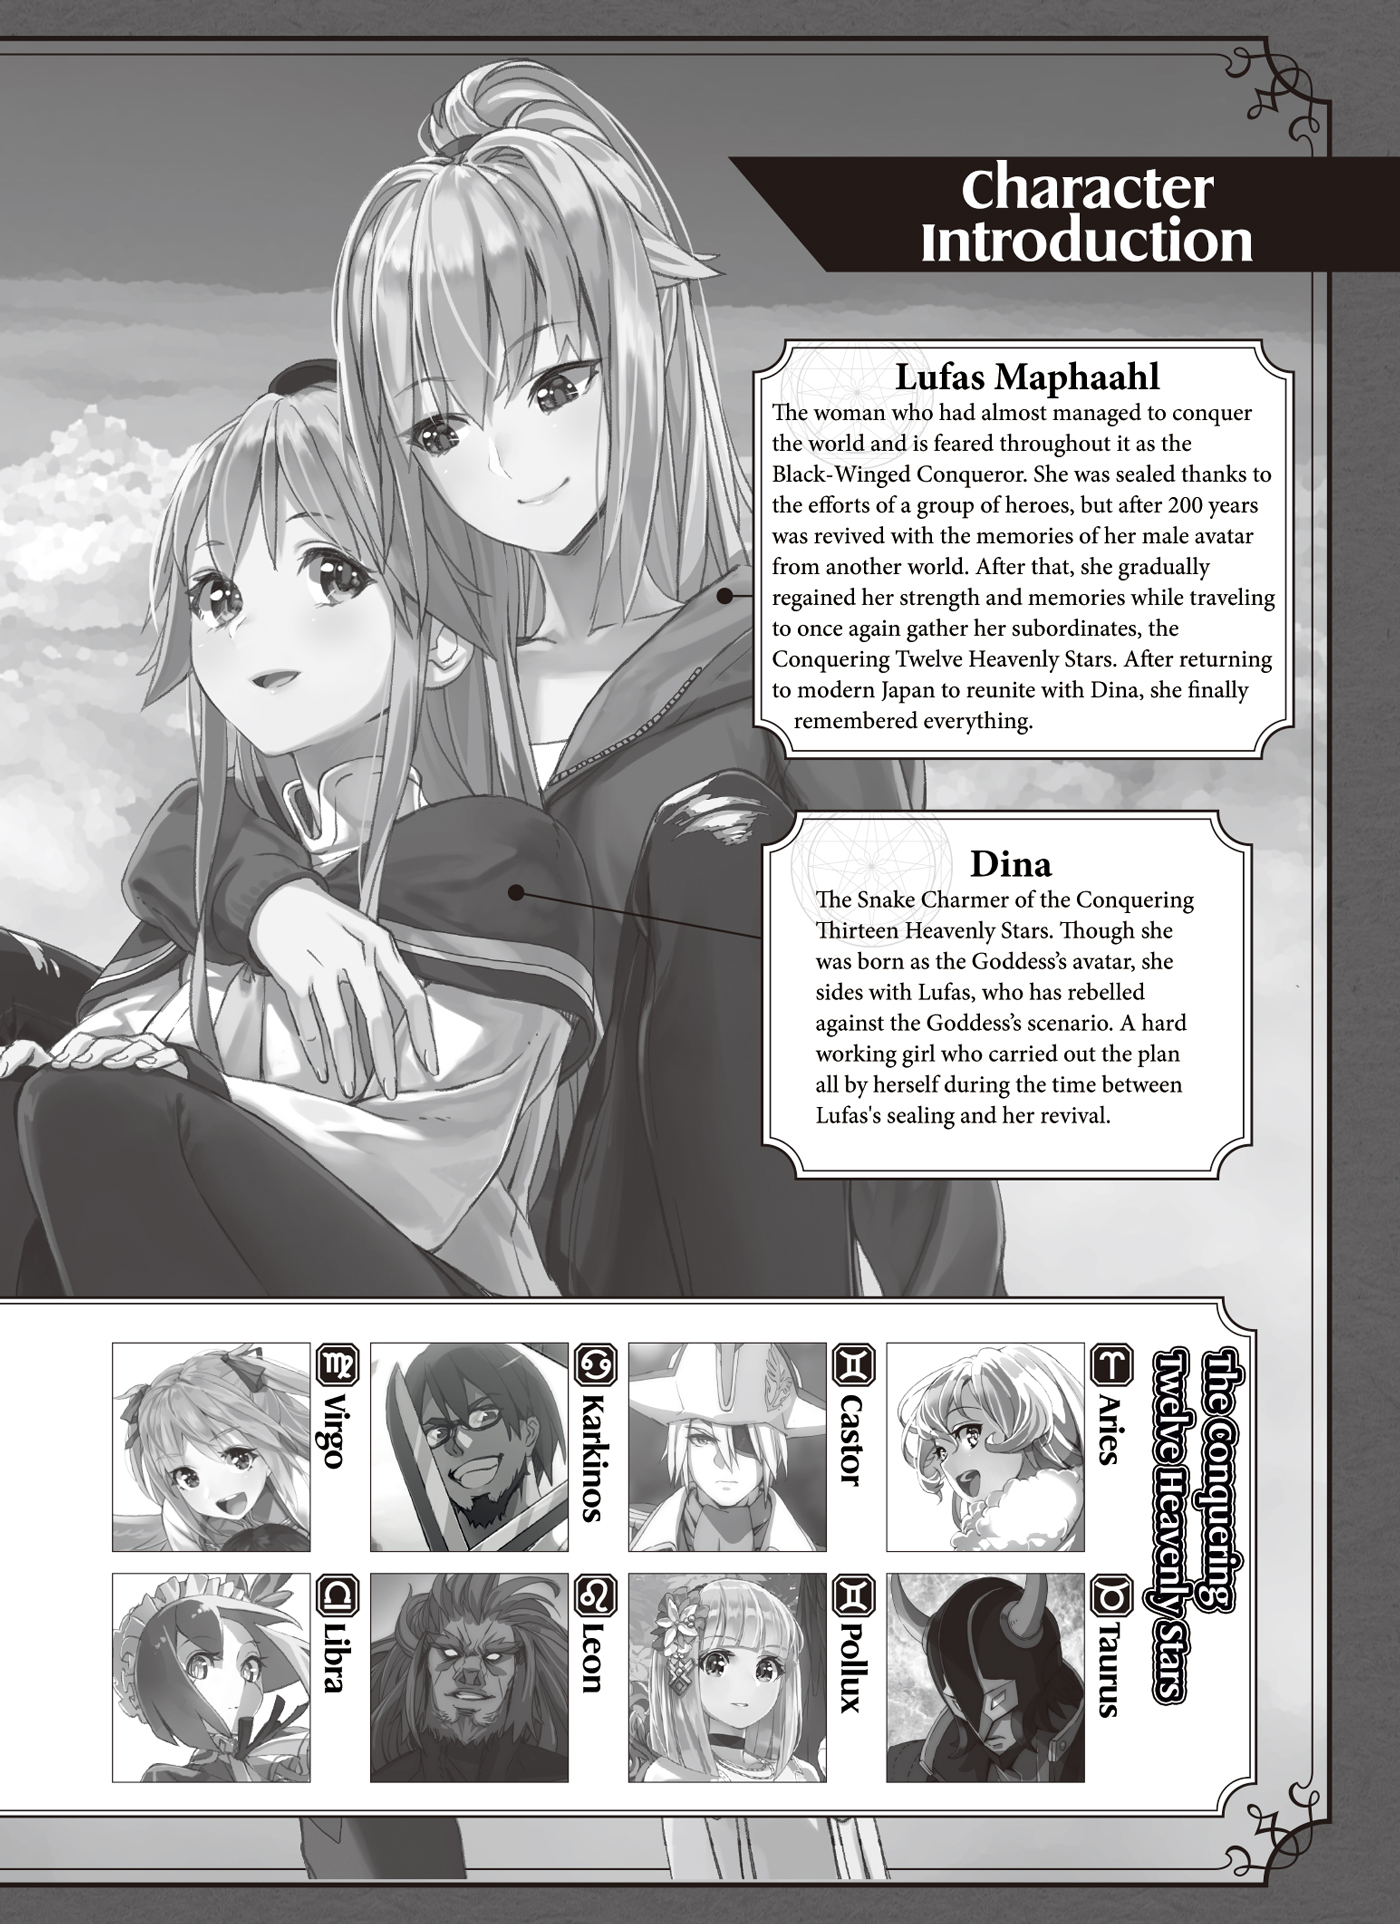 Character
Introduction
Lufas Maphaahl
The woman who had almost managed to conquer
the world and is feared throughout it as the
Black-Winged Conqueror. She was sealed thanks to
the efforts of a group of heroes, but after 200 years
was revived with the memories of her male avatar
from another world. After that, she gradually
regained her strength and memories while traveling
to once again gather her subordinates, the
Conquering Twelve Heavenly Stars. After returning
to modern Japan to reunite with Dina, she finally
remembered everything.
Dina
The Snake Charmer of the Conquering
Thirteen Heavenly Stars. Though she
was born as the Goddess’s avatar, she
sides with Lufas, who has rebelled
against the Goddess’s scenario. A hard
working girl who carried out the plan
all by herself during the time between
Lufas's sealing and her revival.
The Conquering
Twelve Heavenly Stars
♈ Aries
♉ Taurus
♊ Castor
♊ Pollux
♋ Karkinos
♌ Leon
♍ Virgo
♎ Libra